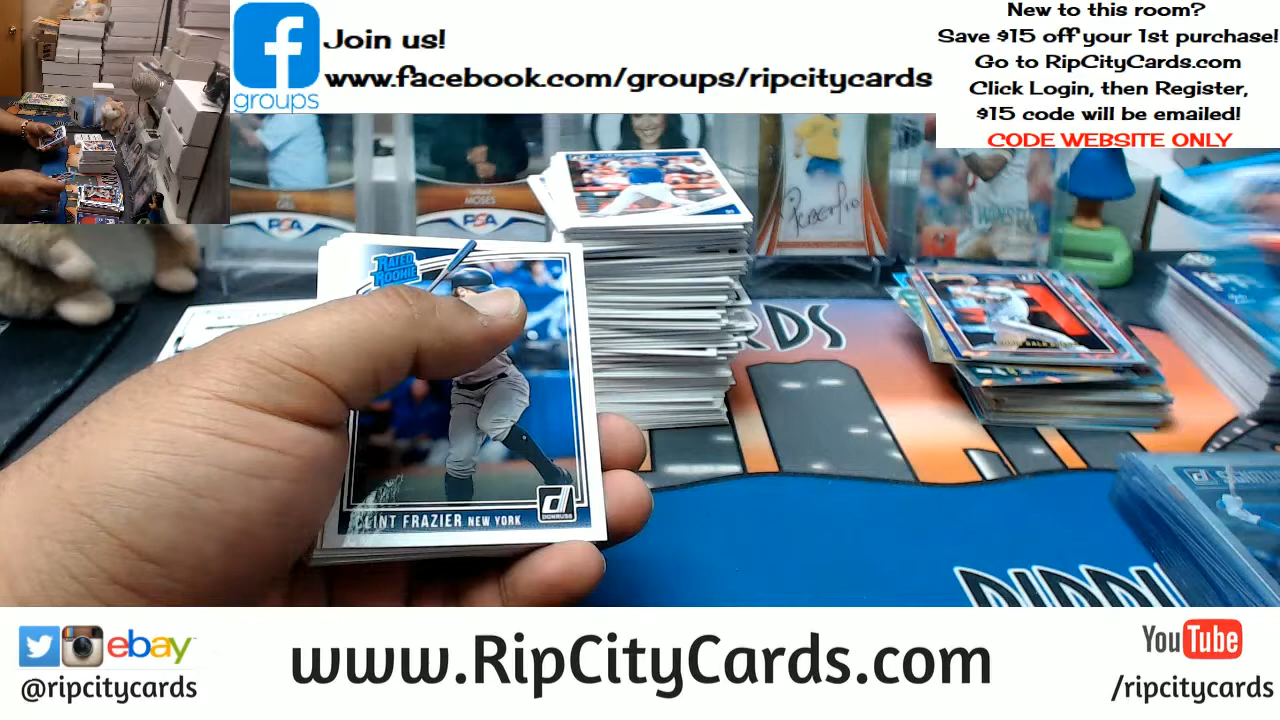 groups
Join us!
www.facebook.com/groups/ripcitycards
New to this room?
Save $15 off your 1st purchase!
Go to RipCityCards.com
Click Login, then Register,
$15 code will be emailed!
CODE WEBSITE ONLY
PSA
MOSES
PSA
RATED
ROOKIE
CLINT FRAZIER NEW YORK
DONRUSS
RDS
ebay
@ripcitycards
www.RipCityCards.com
YouTube
/ripcitycards